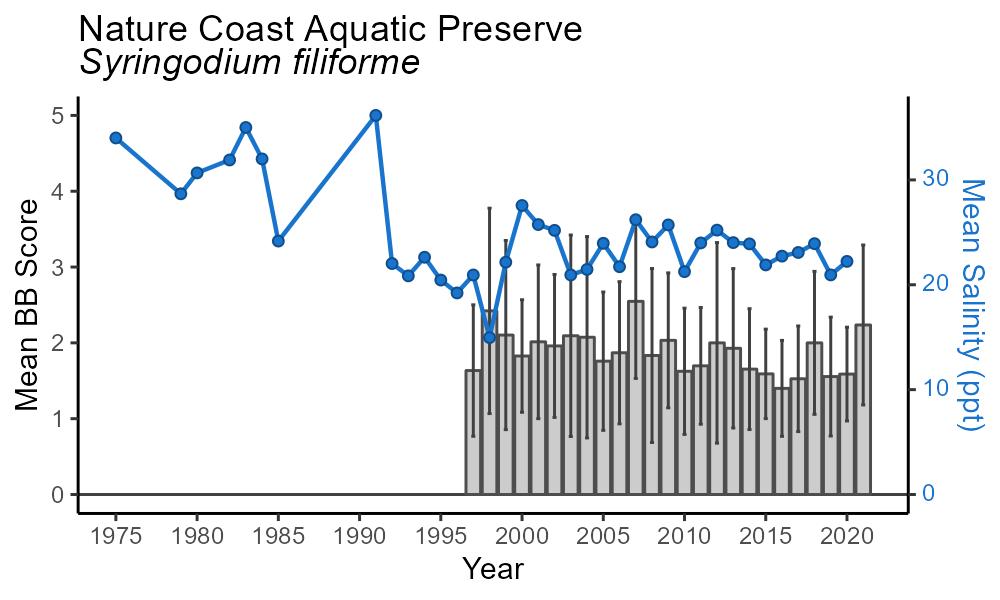 Nature Coast Aquatic Preserve
Syringodium filiforme
Mean BB Score
5
4
3
2
1
0
30
20
10
0
Mean Salinity (ppt)
1975 1980 1985 1990 1995 2000 2005 2010 2015 2020
Year